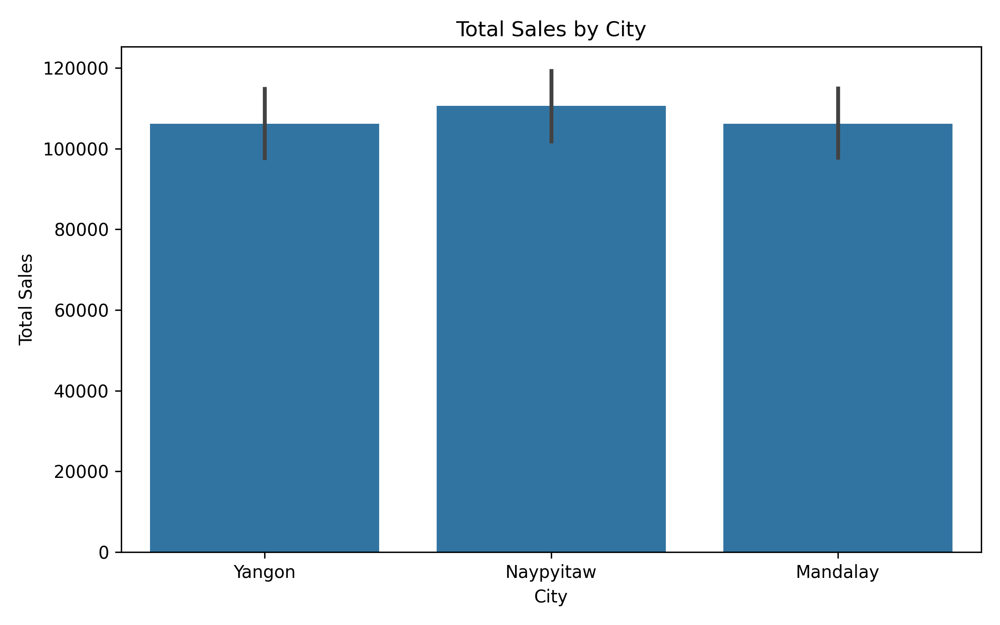 Total Sales by City
120000
100000
80000
60000
40000
20000
0
Total Sales
Yangon
Naypyitaw
Mandalay
City